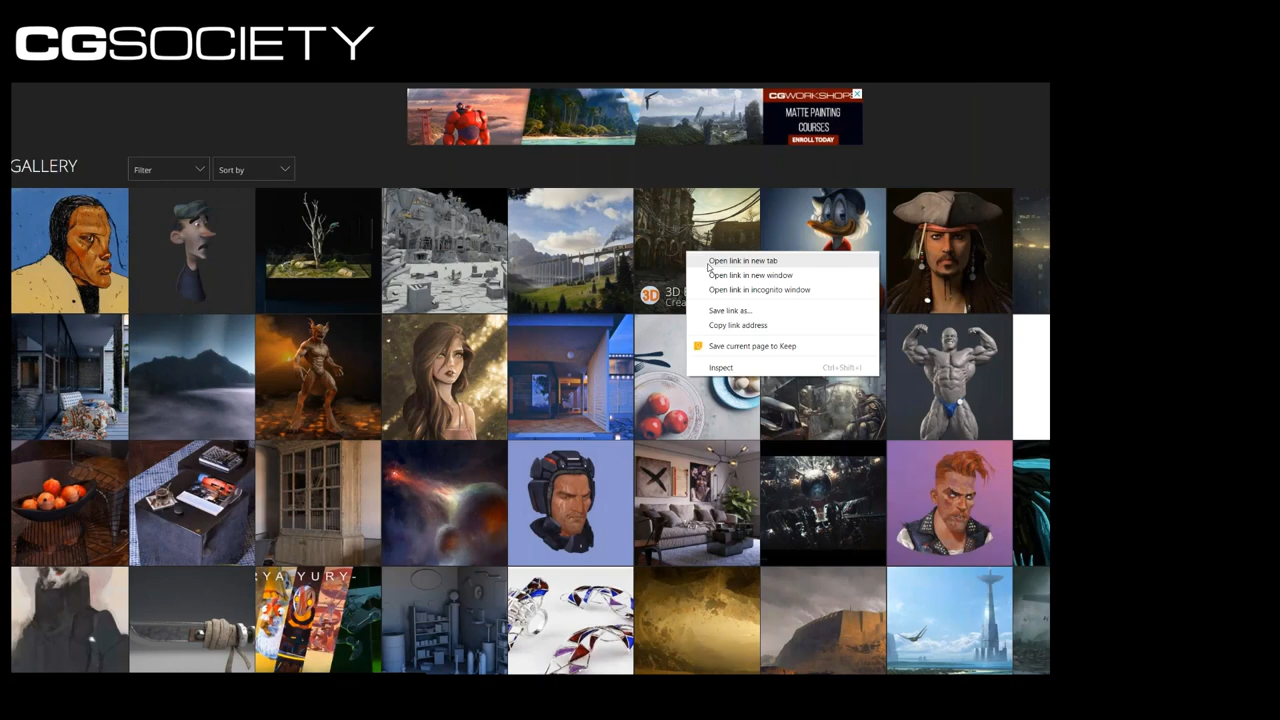 CGSOCIETY
CGWORKSHOPS
MATTE PAINTING
COURSES
ENROLL TODAY
GALLERY
Filter
Sort by
3D
3D
Open link in new tab
Open link in new window
Open link in incognito window
Save link as...
Copy link address
Save current page to Keep
Inspect Ctrl+Shift+I
RYA YURY-